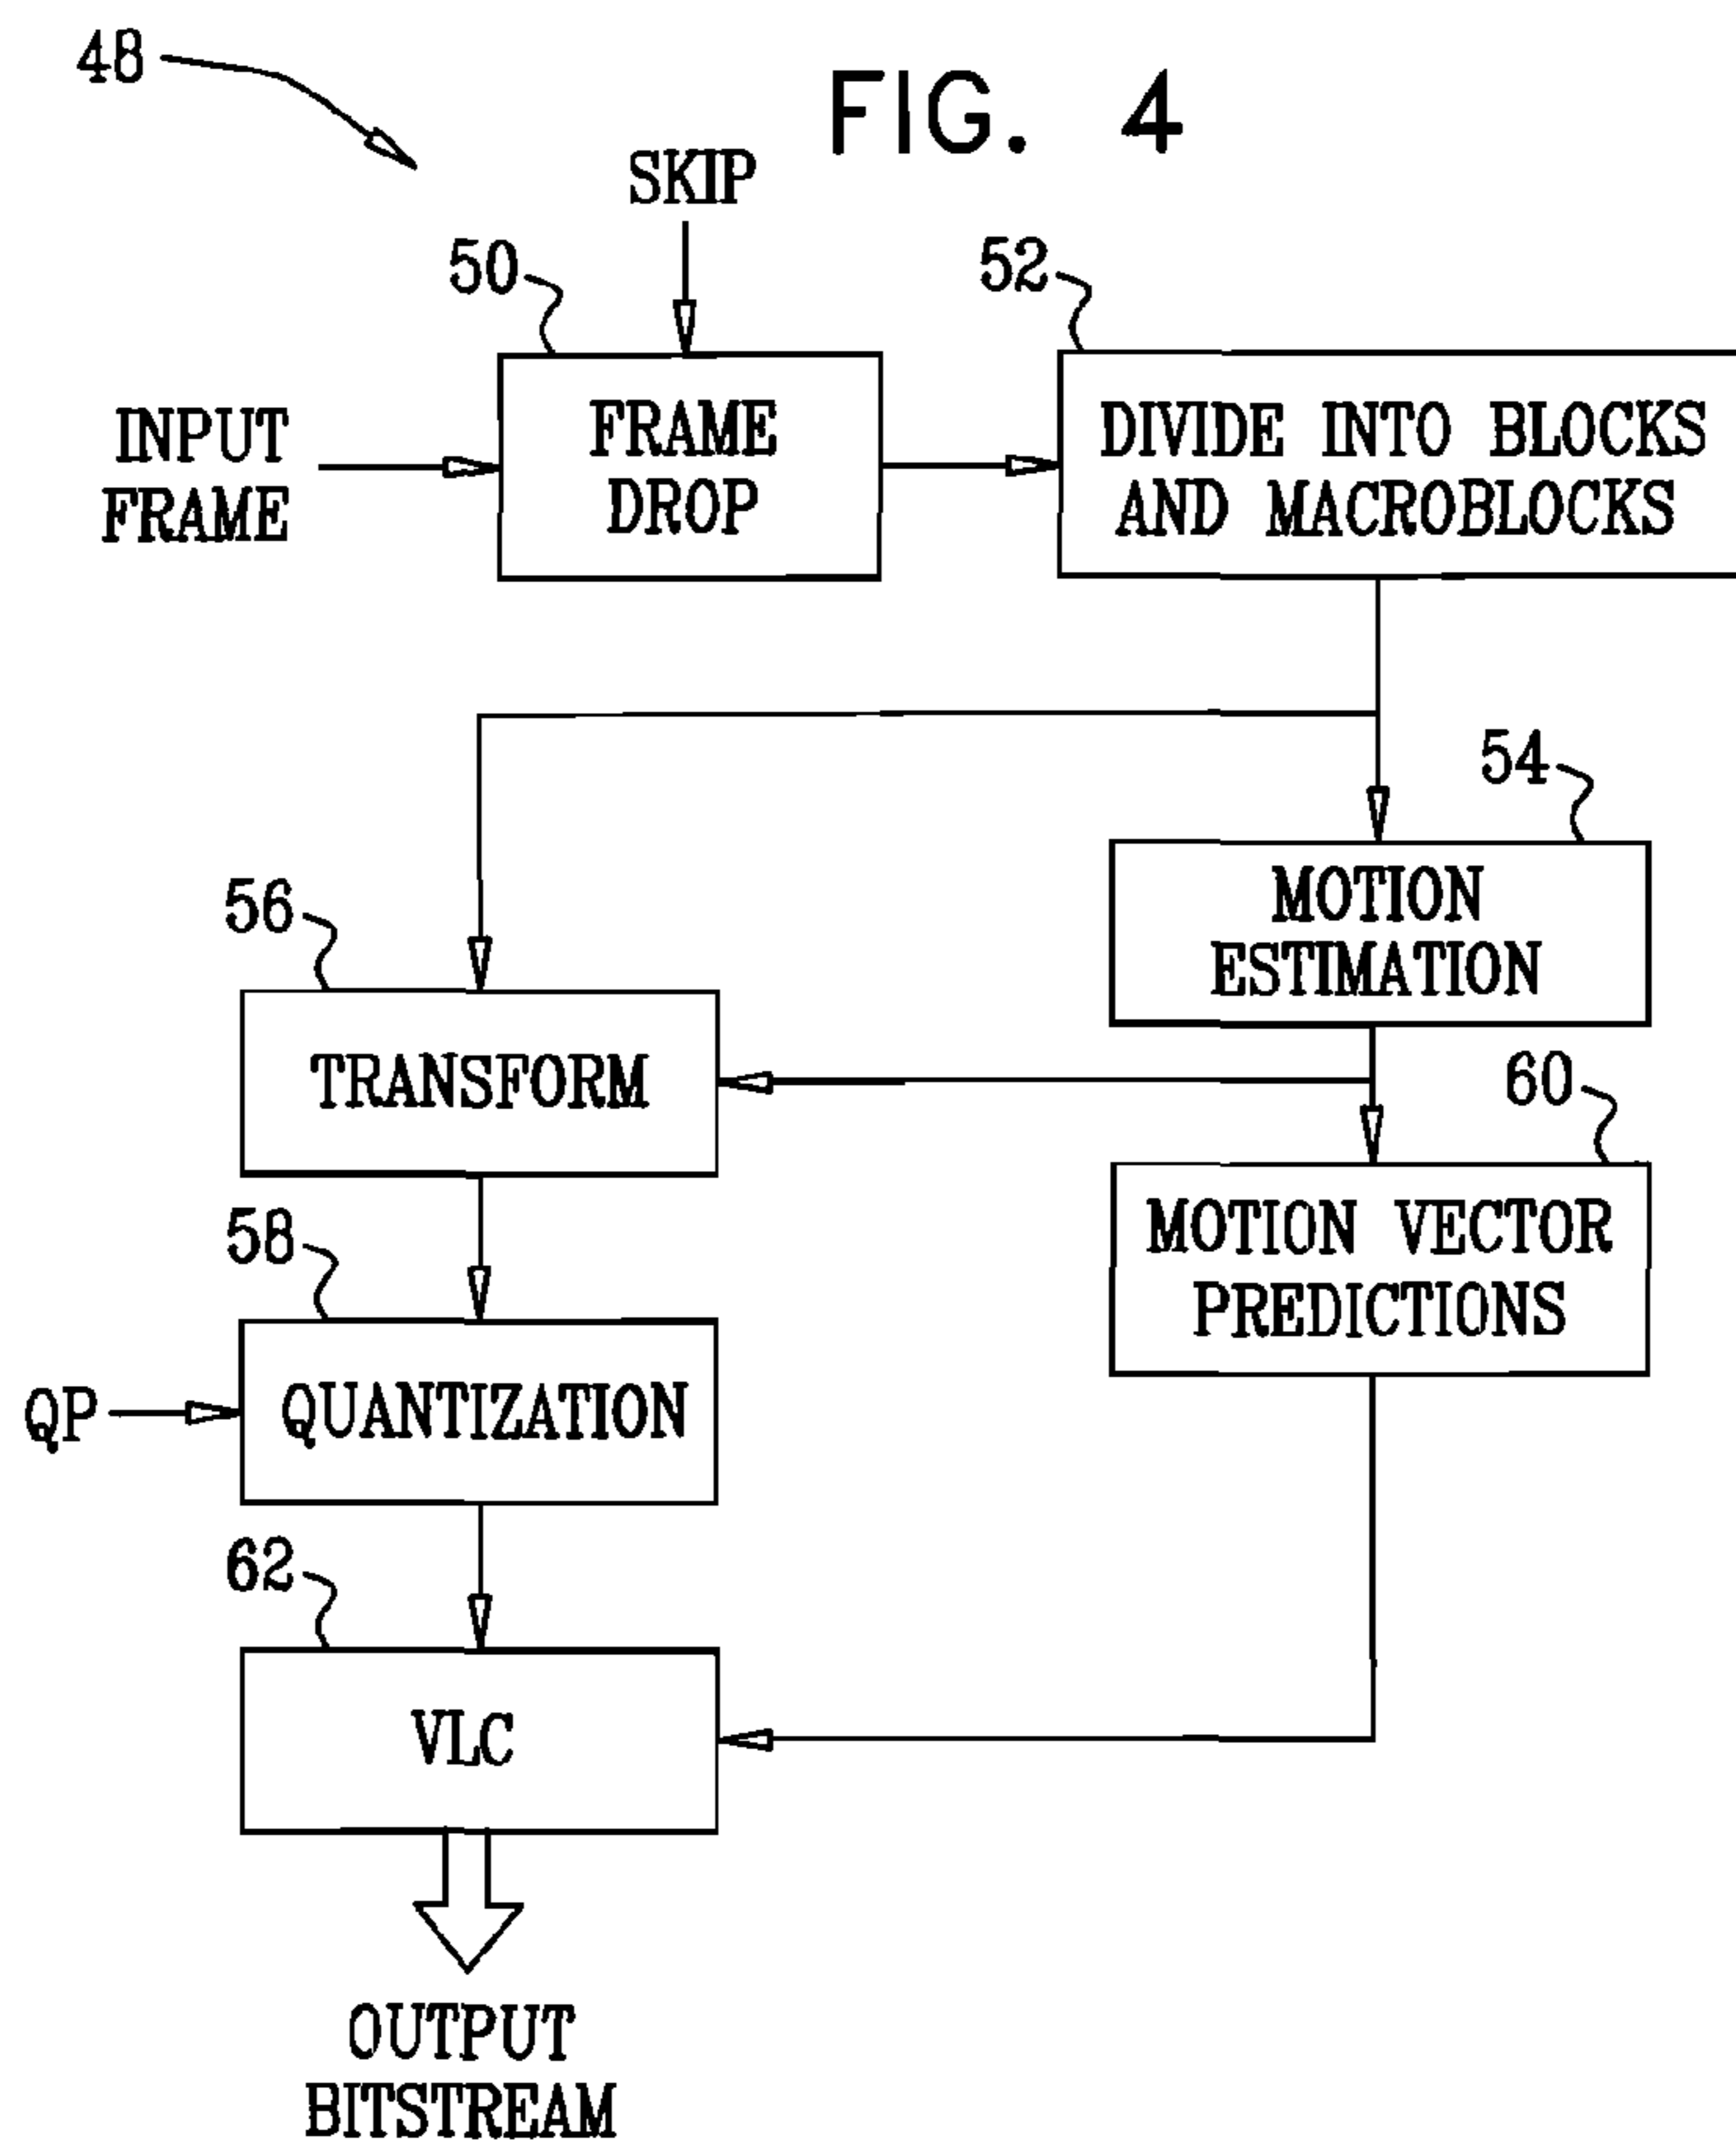 48
FIG. 4
SKIP
50
52
INPUT
FRAME
FRAME
DROP
DIVIDE INTO BLOCKS
AND MACROBLOCKS
54
MOTION
ESTIMATION
56
TRANSFORM
60
MOTION VECTOR
PREDICTIONS
58
QP
QUANTIZATION
62
VLC
OUTPUT
BITSTREAM